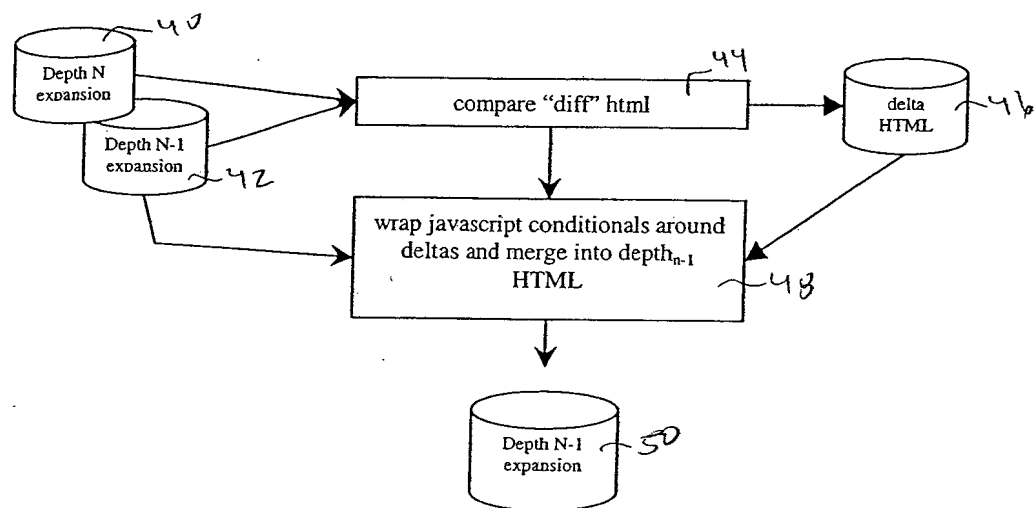 40
Depth N
expansion
44
compare "diff" html
delta
HTML
46
Depth N-1
expansion
42
wrap javascript conditionals around
deltas and merge into depth_{n-1}
HTML
48
Depth N-1
expansion
50